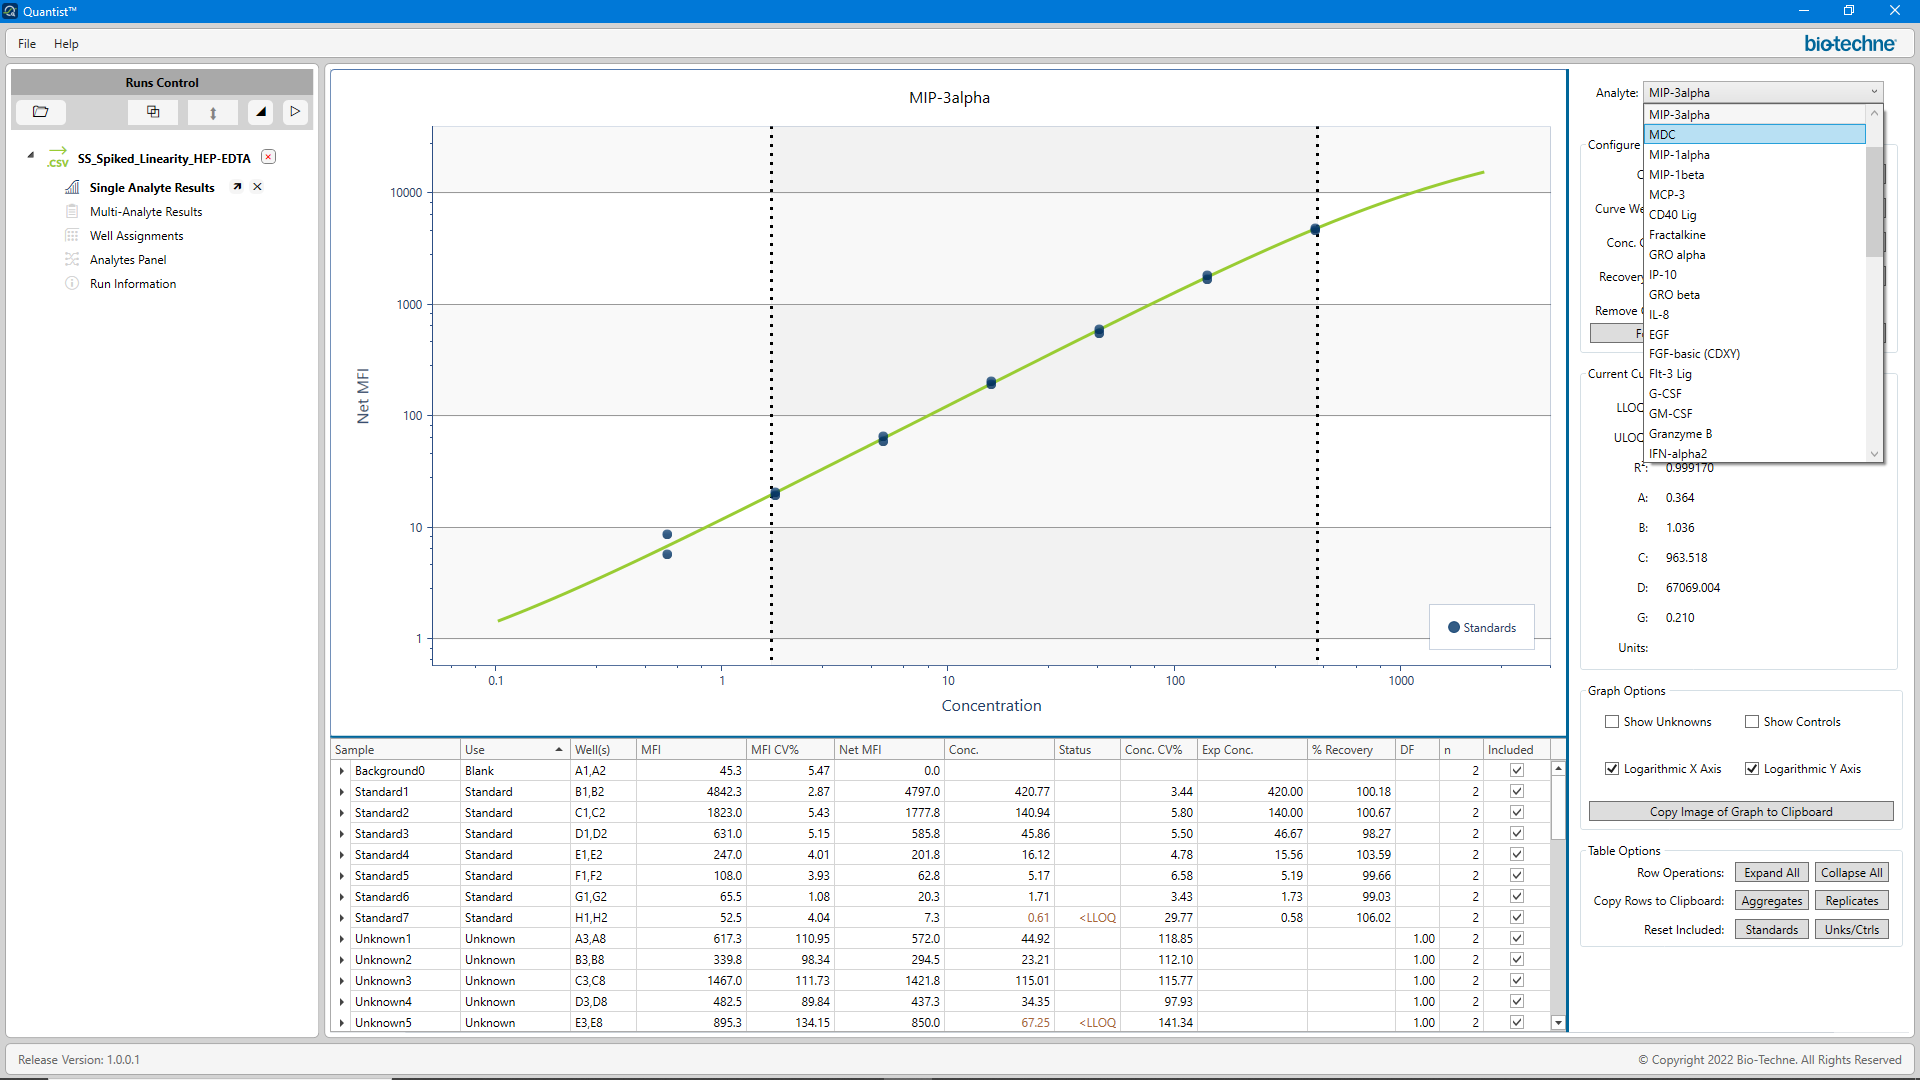 Quantist™
File Help
bio-techne
Runs Control
SS_Spiked_Linearity_HEP-EDTA
.csv
Single Analyte Results
Multi-Analyte Results
Well Assignments
Analytes Panel
Run Information
MIP-3alpha
Net MFI
10000
1000
100
10
1
0.1 1 10 100 1000
Concentration
Standards
Sample Use Well(s) MFI MFI CV% Net MFI Conc. Status Conc. CV% Exp Conc. % Recovery DF n Included
Background0 Blank A1,A2 45.3 5.47 0.0 2
Standard1 Standard B1,B2 4842.3 2.87 4797.0 420.77 3.44 420.00 100.18 2
Standard2 Standard C1,C2 1823.0 5.43 1777.8 140.94 5.80 140.00 100.67 2
Standard3 Standard D1,D2 631.0 5.15 585.8 45.86 5.50 46.67 98.27 2
Standard4 Standard E1,E2 247.0 4.01 201.8 16.12 4.78 15.56 103.59 2
Standard5 Standard F1,F2 108.0 3.93 62.8 5.17 6.58 5.19 99.66 2
Standard6 Standard G1,G2 65.5 1.08 20.3 1.71 3.43 1.73 99.03 2
Standard7 Standard H1,H2 52.5 4.04 7.3 0.61 <LLOQ 29.77 0.58 106.02 2
Unknown1 Unknown A3,A8 617.3 110.95 572.0 44.92 118.85 1.00 2
Unknown2 Unknown B3,B8 339.8 98.34 294.5 23.21 112.10 1.00 2
Unknown3 Unknown C3,C8 1467.0 111.73 1421.8 115.01 115.77 1.00 2
Unknown4 Unknown D3,D8 482.5 89.84 437.3 34.35 97.93 1.00 2
Unknown5 Unknown E3,E8 895.3 134.15 850.0 67.25 <LLOQ 141.34 1.00 2
Analyte: MIP-3alpha
MIP-3alpha
MDC
MIP-1alpha
MIP-1beta
MCP-3
CD40 Lig
Fractalkine
GRO alpha
IP-10
GRO beta
IL-8
EGF
FGF-basic (CDXY)
Flt-3 Lig
G-CSF
GM-CSF
Granzyme B
IFN-alpha2
Configure
C
Curve We
Conc. C
Recovery
Remove
F
Current Cu
LLOQ
ULOQ
R²: 0.999170
A: 0.364
B: 1.036
C: 963.518
D: 67069.004
G: 0.210
Units:
Graph Options
Show Unknowns Show Controls
Logarithmic X Axis Logarithmic Y Axis
Copy Image of Graph to Clipboard
Table Options
Row Operations: Expand All Collapse All
Copy Rows to Clipboard: Aggregates Replicates
Reset Included: Standards Unks/Ctrls
Release Version: 1.0.0.1
© Copyright 2022 Bio-Techne. All Rights Reserved